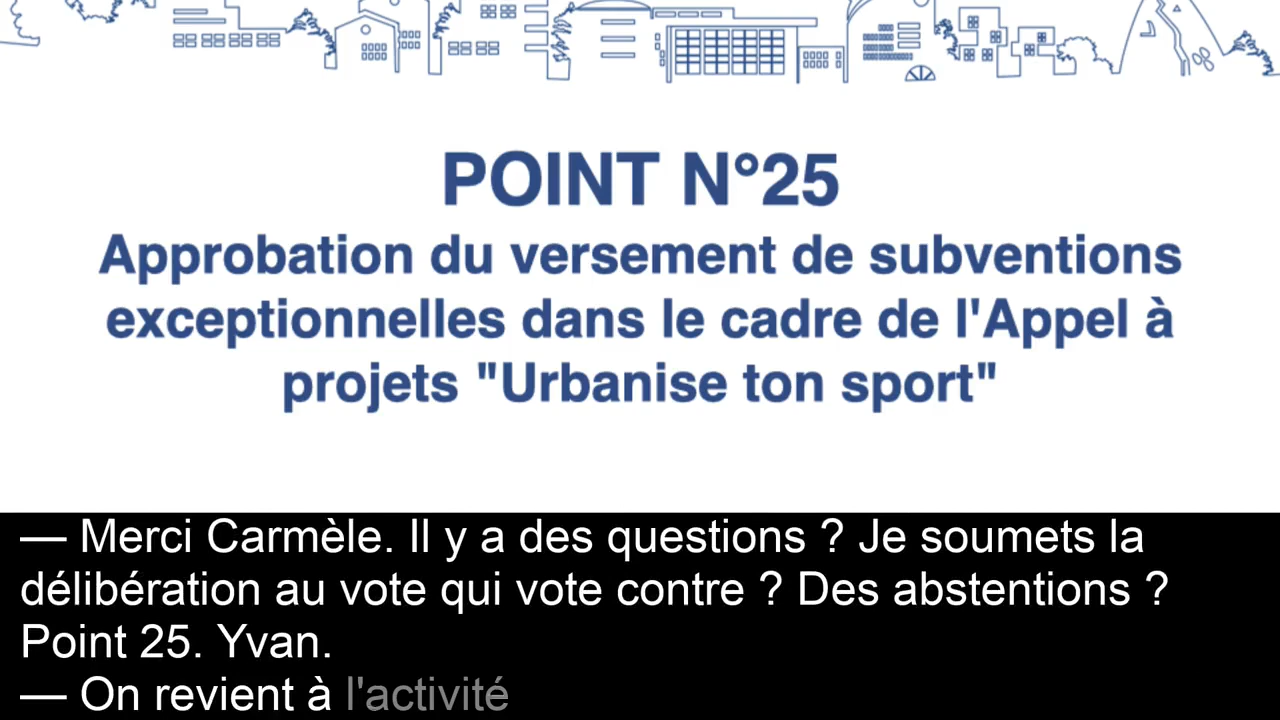 POINT N°25
Approbation du versement de subventions
exceptionnelles dans le cadre de l'Appel à
projets "Urbanise ton sport"
— Merci Carmèle. Il y a des questions ? Je soumets la
délibération au vote qui vote contre ? Des abstentions ?
Point 25. Yvan.
— On revient à l'activité